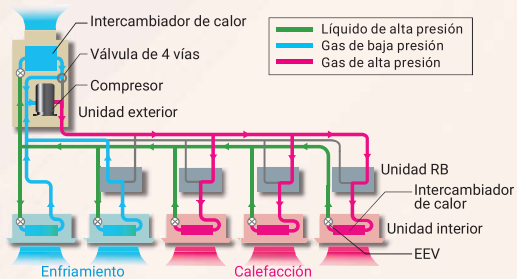 Intercambiador de calor
Válvula de 4 vías
Compresor
Unidad exterior
Líquido de alta presión
Gas de baja presión
Gas de alta presión
Unidad RB
Intercambiador
de calor
Unidad interior
EEV
Enfriamiento
Calefacción